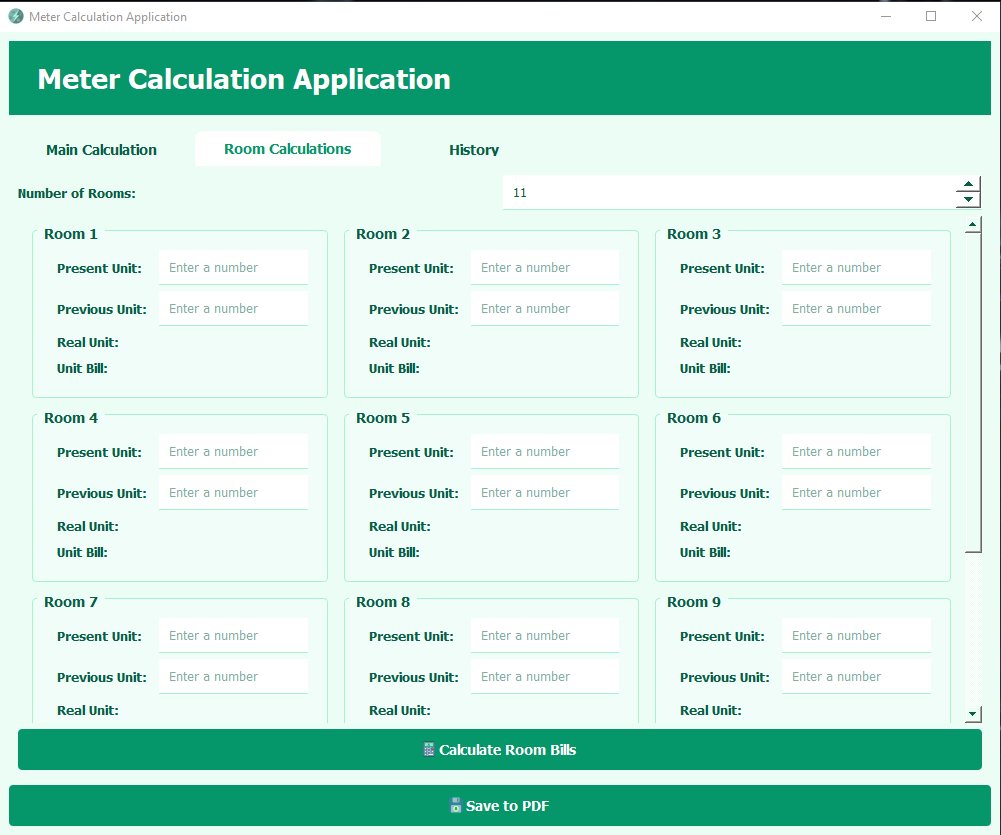 Meter Calculation Application
Meter Calculation Application
Main Calculation Room Calculations History
Number of Rooms: 11
Room 1 Room 2 Room 3
Present Unit: Enter a number Present Unit: Enter a number Present Unit: Enter a number
Previous Unit: Enter a number Previous Unit: Enter a number Previous Unit: Enter a number
Real Unit: Real Unit: Real Unit:
Unit Bill: Unit Bill: Unit Bill:
Room 4 Room 5 Room 6
Present Unit: Enter a number Present Unit: Enter a number Present Unit: Enter a number
Previous Unit: Enter a number Previous Unit: Enter a number Previous Unit: Enter a number
Real Unit: Real Unit: Real Unit:
Unit Bill: Unit Bill: Unit Bill:
Room 7 Room 8 Room 9
Present Unit: Enter a number Present Unit: Enter a number Present Unit: Enter a number
Previous Unit: Enter a number Previous Unit: Enter a number Previous Unit: Enter a number
Real Unit: Real Unit: Real Unit:
Calculate Room Bills
Save to PDF